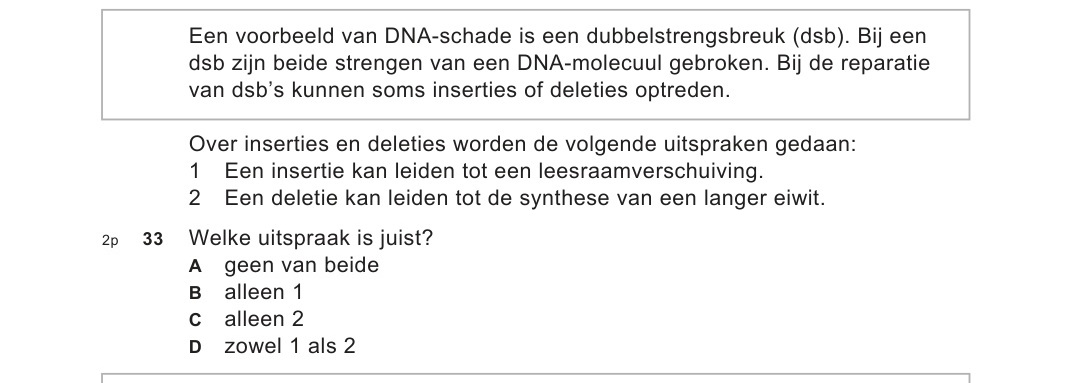 Een voorbeeld van DNA-schade is een dubbelstrengsbreuk (dsb). Bij een
dsb zijn beide strengen van een DNA-molecuul gebroken. Bij de reparatie
van dsb's kunnen soms inserties of deleties optreden.
Over inserties en deleties worden de volgende uitspraken gedaan:
1 Een insertie kan leiden tot een leesraamverschuiving.
2 Een deletie kan leiden tot de synthese van een langer eiwit.
2p 33 Welke uitspraak is juist?
A geen van beide
B alleen 1
C alleen 2
D zowel 1 als 2